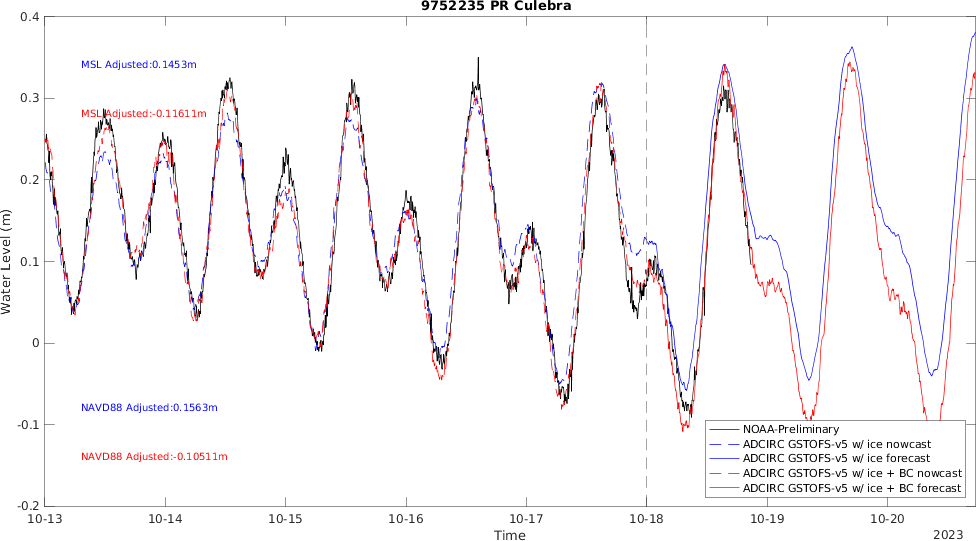 9752235 PR Culebra
0.4
0.3
0.2
0.1
0
-0.1
-0.2
Water Level (m)
MSL Adjusted:0.1453m
MSL Adjusted:-0.11611m
NAVD88 Adjusted:0.1563m
NAVD88 Adjusted:-0.10511m
NOAA-Preliminary
ADCIRC GSTOFS-v5 w/ ice nowcast
ADCIRC GSTOFS-v5 w/ ice forecast
ADCIRC GSTOFS-v5 w/ ice + BC nowcast
ADCIRC GSTOFS-v5 w/ ice + BC forecast
10-13 10-14 10-15 10-16 10-17 10-18 10-19 10-20
Time
2023